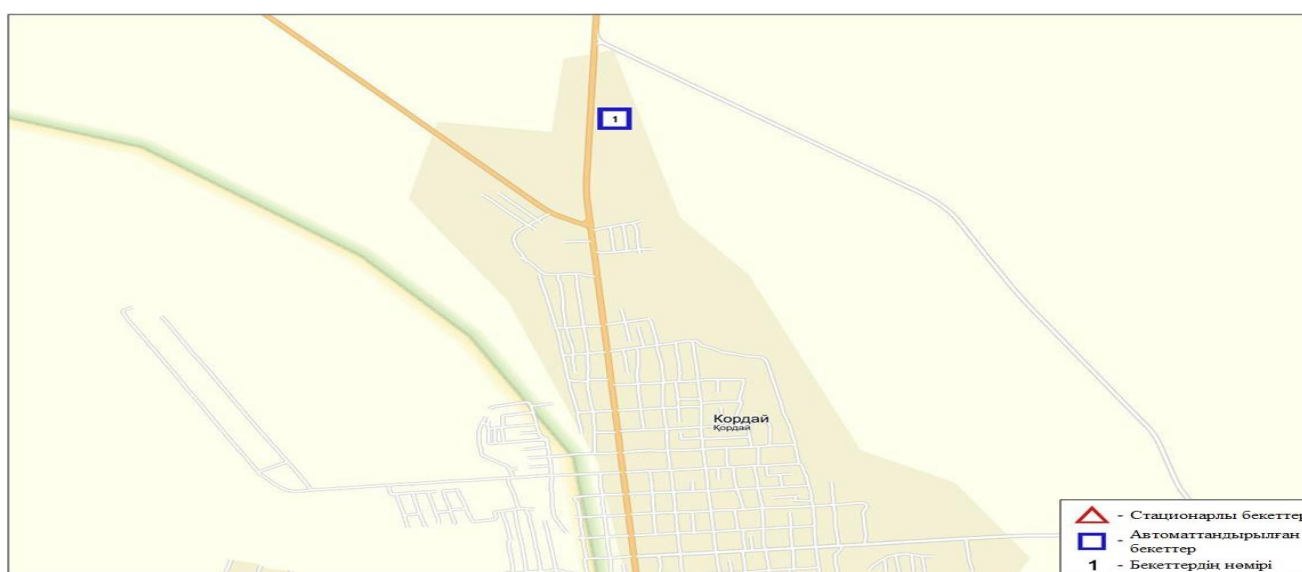 1
Кордай
Қордай
- Стационарлы бекеттер
- Автоматтандырылған
бекеттер
1 - Бекеттердің нөмірі